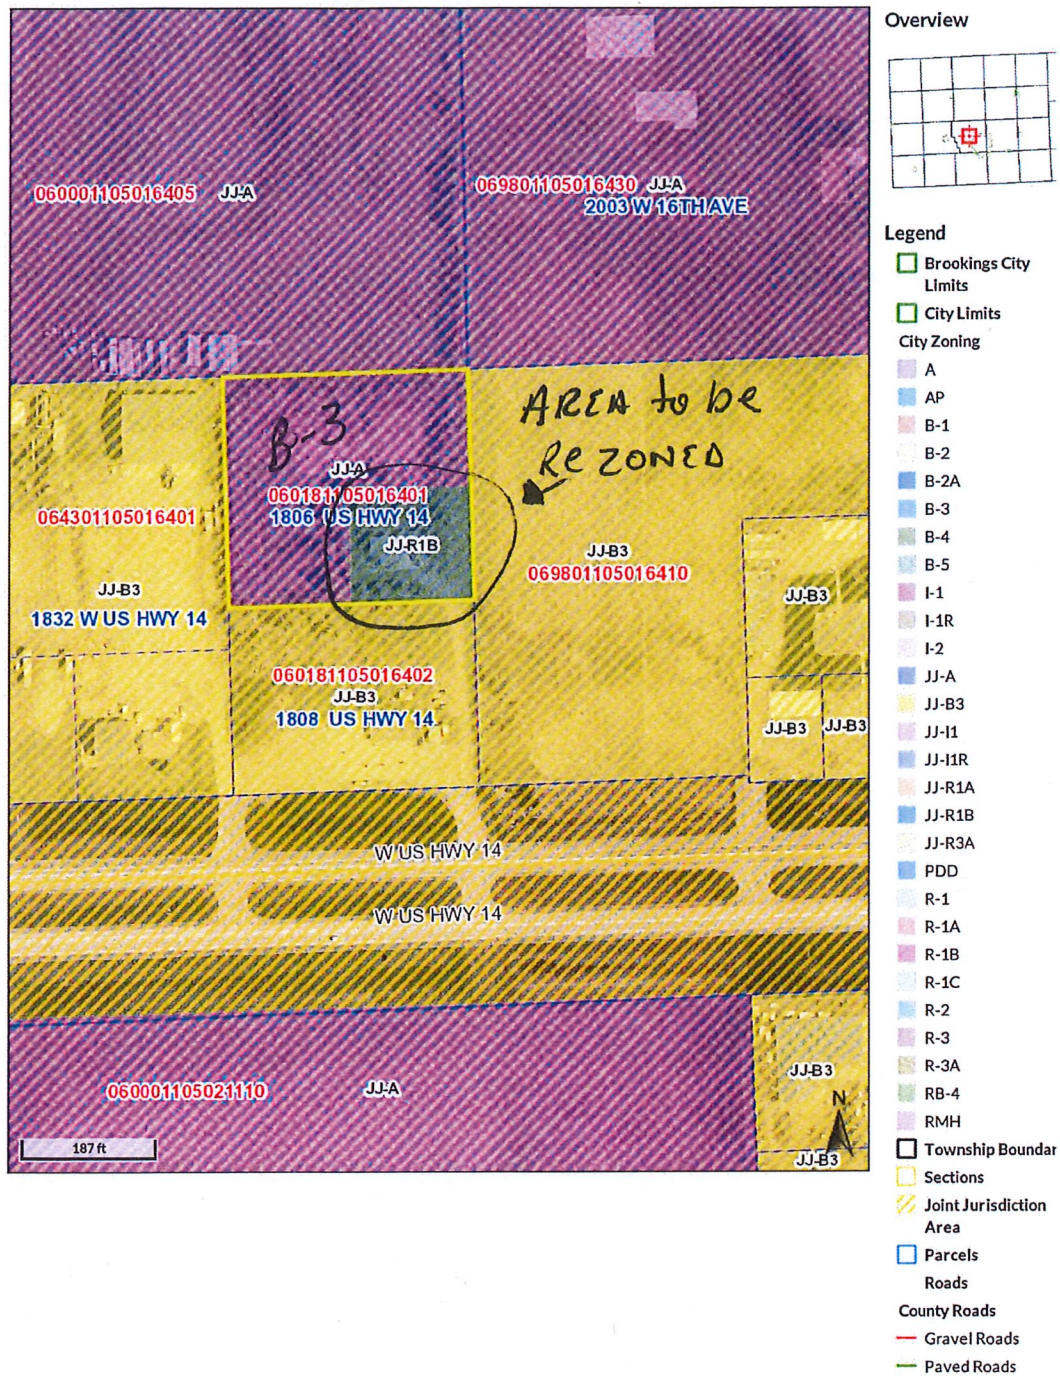 060001105016405 JJ-A
069801105016430 JJ-A
2003 W 16TH AVE
B-3
AREA to be
Re ZONED
JJ-A
060181105016401
1806 US HWY 14
JJ-R1B
064301105016401
JJ-B3
1832 W US HWY 14
JJ-B3
069801105016410
JJ-B3
060181105016402
JJ-B3
1808 US HWY 14
JJ-B3
JJ-B3
W US HWY 14
W US HWY 14
060001105021110 JJ-A
JJ-B3
N
JJ-B3
187 ft
Overview
Legend
Brookings City
Limits
City Limits
City Zoning
A
AP
B-1
B-2
B-2A
B-3
B-4
B-5
I-1
I-1R
I-2
JJ-A
JJ-B3
JJ-I1
JJ-I1R
JJ-R1A
JJ-R1B
JJ-R3A
PDD
R-1
R-1A
R-1B
R-1C
R-2
R-3
R-3A
RB-4
RMH
Township Boundar
Sections
Joint Jurisdiction
Area
Parcels
Roads
County Roads
Gravel Roads
Paved Roads